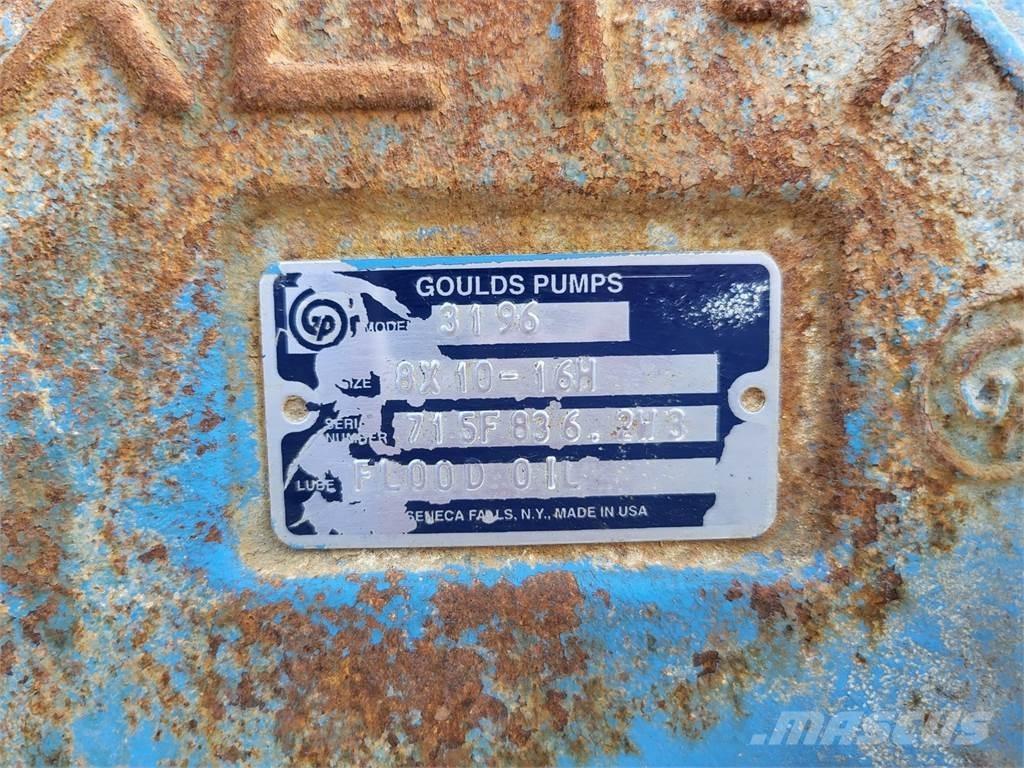 GOULDS PUMPS
GP
MODEL 3196
SIZE 8X10-16H
SERIAL NUMBER 715F836.2H3
LUBE FLOOD OIL
SENECA FALLS, N.Y., MADE IN USA
MASCUS